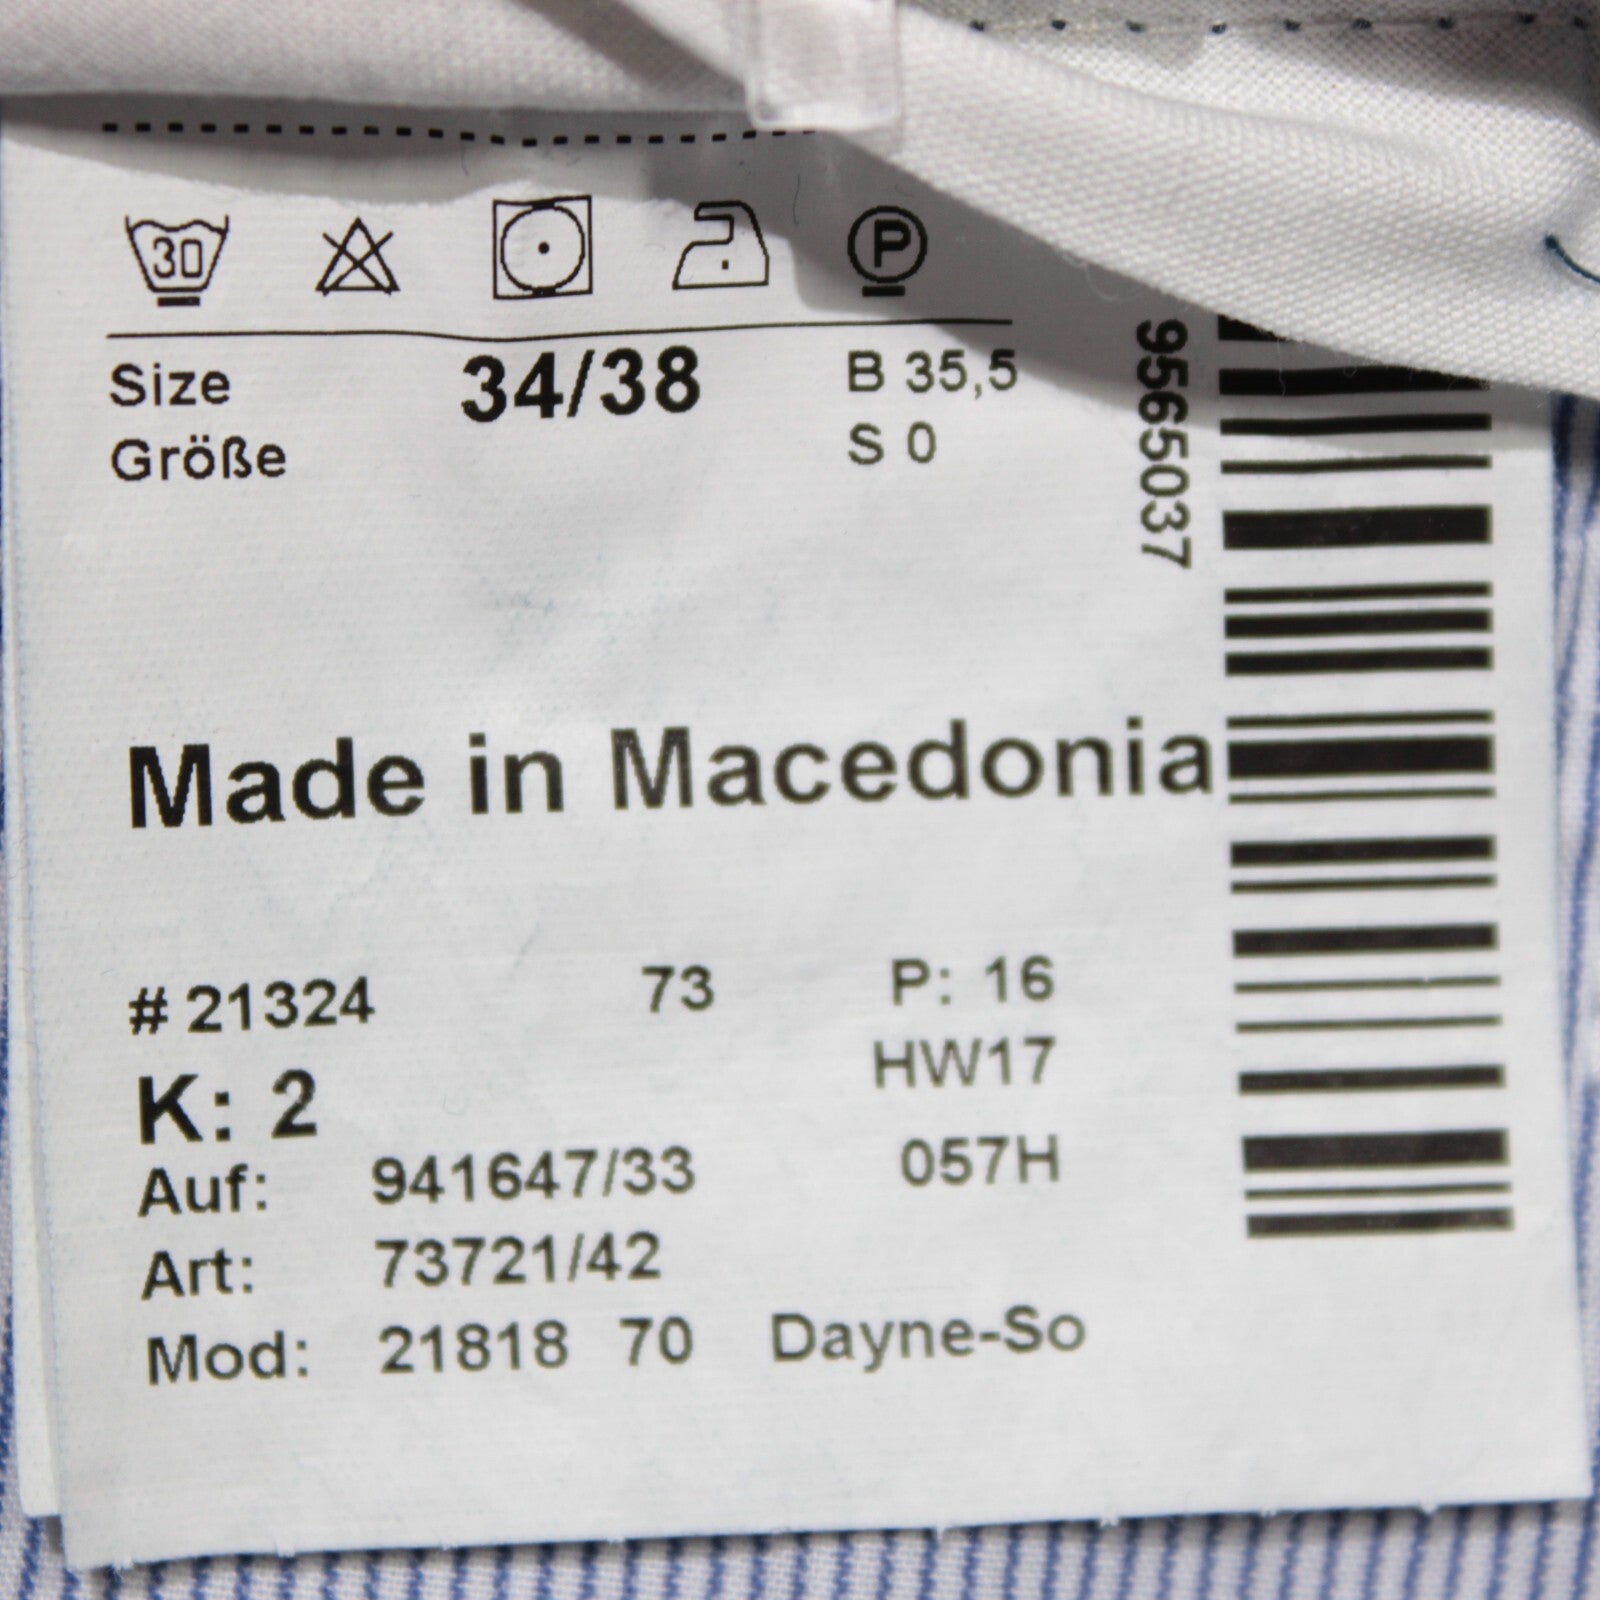 30 P
Size 34/38 B 35,5
Größe S 0
9565037
Made in Macedonia
# 21324 73 P: 16
HW17
K: 2
Auf: 941647/33 057H
Art: 73721/42
Mod: 21818 70 Dayne-So